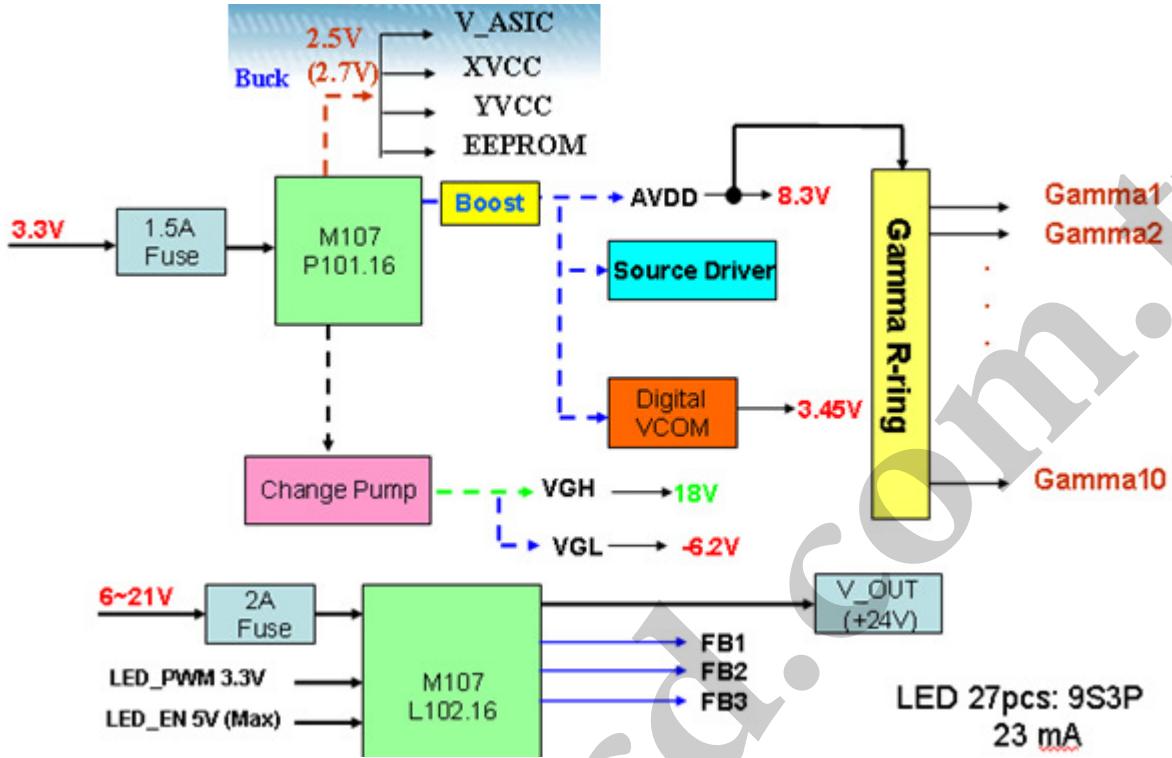 V_ASIC
2.5V
Buck (2.7V)
XVCC
YVCC
EEPROM
3.3V
1.5A
Fuse
M107
P101.16
Boost
AVDD
8.3V
Gamma1
Gamma2
Source Driver
Gamma R-ring
Digital
VCOM
3.45V
Change Pump
VGH
18V
Gamma10
VGL
-6.2V
6~21V
2A
Fuse
V_OUT
(+24V)
M107
L102.16
FB1
FB2
FB3
LED_PWM 3.3V
LED_EN 5V (Max)
LED 27pcs: 9S3P
23 mA